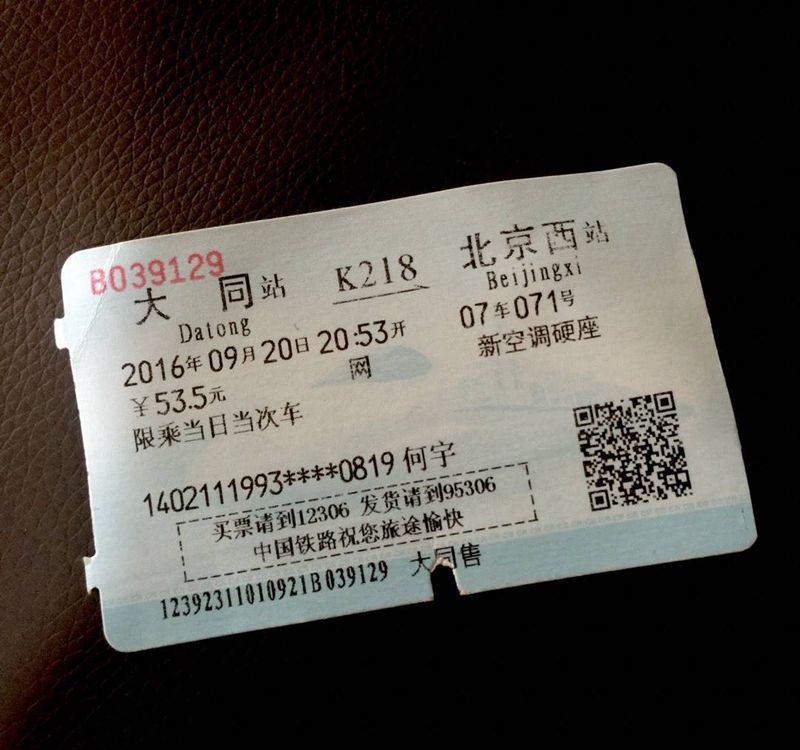 B039129
大同站 K218 北京西站
Datong Beijingxi
2016年09月20日20:53开 07车071号
¥53.5元 网 新空调硬座
限乘当日当次车
1402111993****0819何宇
买票请到12306 发货请到95306
中国铁路祝您旅途愉快
12392311010921B039129 大同售